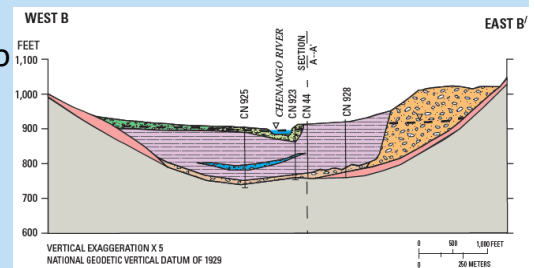 WEST B
EAST B'
FEET
1,100
1,000
900
800
700
600
CN 925
CHENANGO RIVER
CN 923
SECTION
A--A'
CN 44
CN 928
VERTICAL EXAGGERATION X 5
NATIONAL GEODETIC VERTICAL DATUM OF 1929
0 500 1,000 FEET
0 250 METERS